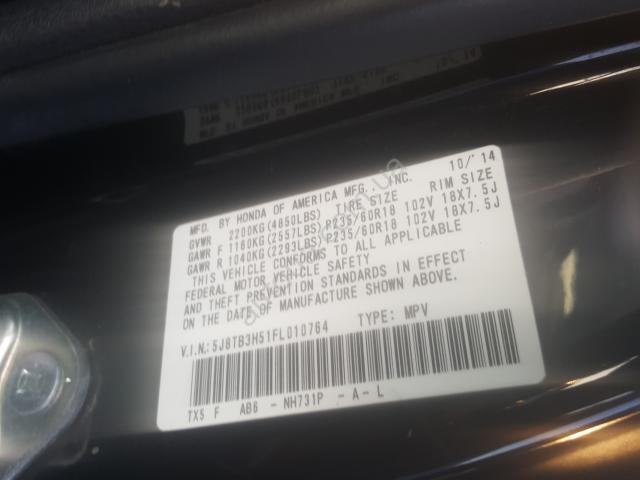 MFD. BY HONDA OF AMERICA MFG., INC. 10/'14
GVWR 2200KG(4850LBS) TIRE SIZE RIM SIZE
GAWR F 1160KG(2557LBS) P235/60R18 102V 18X7.5J
GAWR R 1040KG(2293LBS) P235/60R18 102V 18X7.5J
THIS VEHICLE CONFORMS TO ALL APPLICABLE
FEDERAL MOTOR VEHICLE SAFETY
AND THEFT PREVENTION STANDARDS IN EFFECT
ON THE DATE OF MANUFACTURE SHOWN ABOVE.
V.I.N.: 5J8TB3H51FL010764 TYPE: MPV
TX5 F AB6 - NH731P - A - L